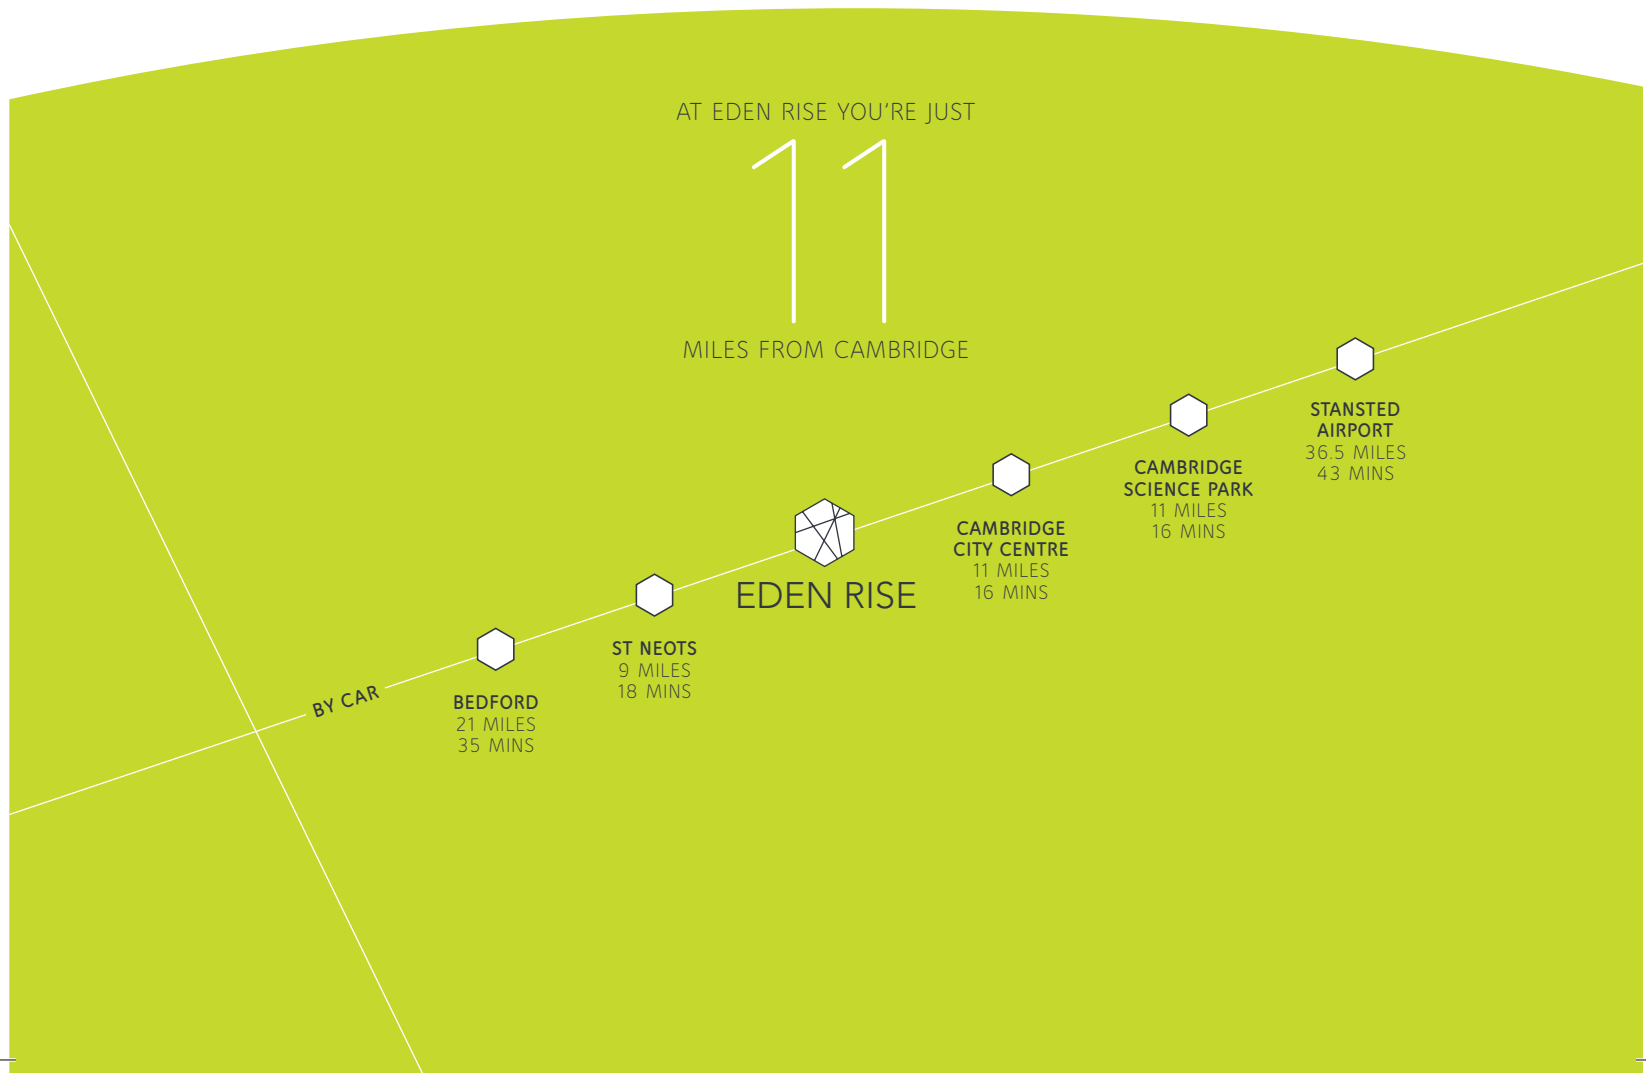 AT EDEN RISE YOU'RE JUST
11
MILES FROM CAMBRIDGE
BY CAR
BEDFORD
21 MILES
35 MINS
ST NEOTS
9 MILES
18 MINS
EDEN RISE
CAMBRIDGE
CITY CENTRE
11 MILES
16 MINS
CAMBRIDGE
SCIENCE PARK
11 MILES
16 MINS
STANSTED
AIRPORT
36.5 MILES
43 MINS